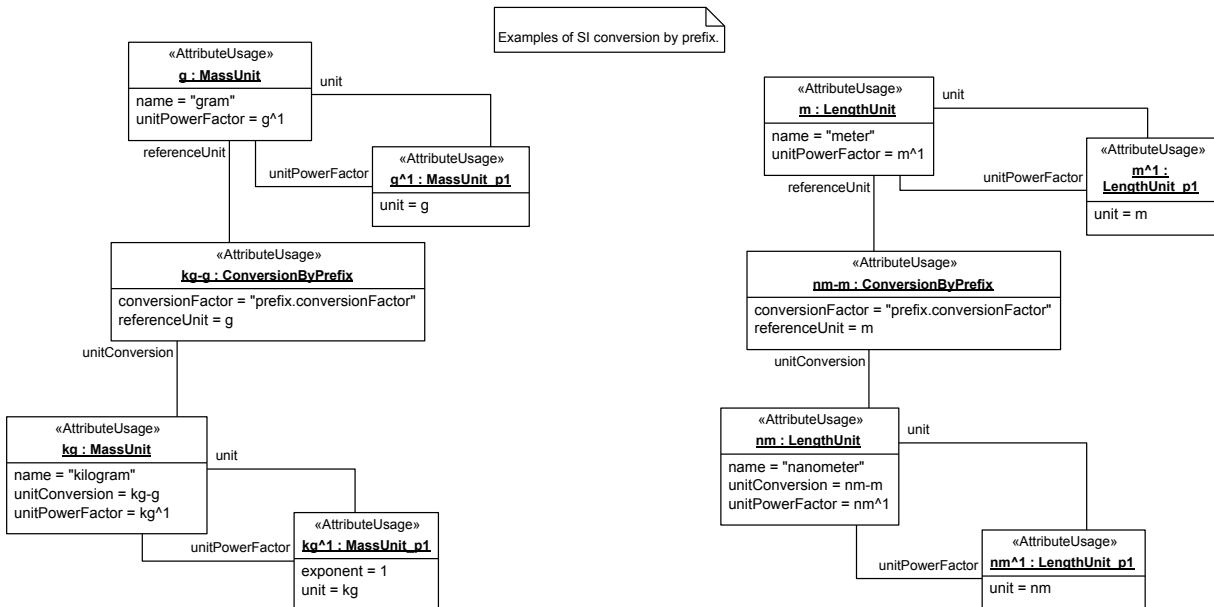 Examples of SI conversion by prefix.
«AttributeUsage»
g : MassUnit
name = "gram"
unitPowerFactor = g^1
unit
referenceUnit
unitPowerFactor
«AttributeUsage»
g^1 : MassUnit_p1
unit = g
«AttributeUsage»
kg-g : ConversionByPrefix
conversionFactor = "prefix.conversionFactor"
referenceUnit = g
unitConversion
«AttributeUsage»
kg : MassUnit
name = "kilogram"
unitConversion = kg-g
unitPowerFactor = kg^1
unit
unitPowerFactor
«AttributeUsage»
kg^1 : MassUnit_p1
exponent = 1
unit = kg
«AttributeUsage»
m : LengthUnit
name = "meter"
unitPowerFactor = m^1
unit
referenceUnit
unitPowerFactor
«AttributeUsage»
m^1 :
LengthUnit_p1
unit = m
«AttributeUsage»
nm-m : ConversionByPrefix
conversionFactor = "prefix.conversionFactor"
referenceUnit = m
unitConversion
«AttributeUsage»
nm : LengthUnit
name = "nanometer"
unitConversion = nm-m
unitPowerFactor = nm^1
unit
unitPowerFactor
«AttributeUsage»
nm^1 : LengthUnit_p1
unit = nm